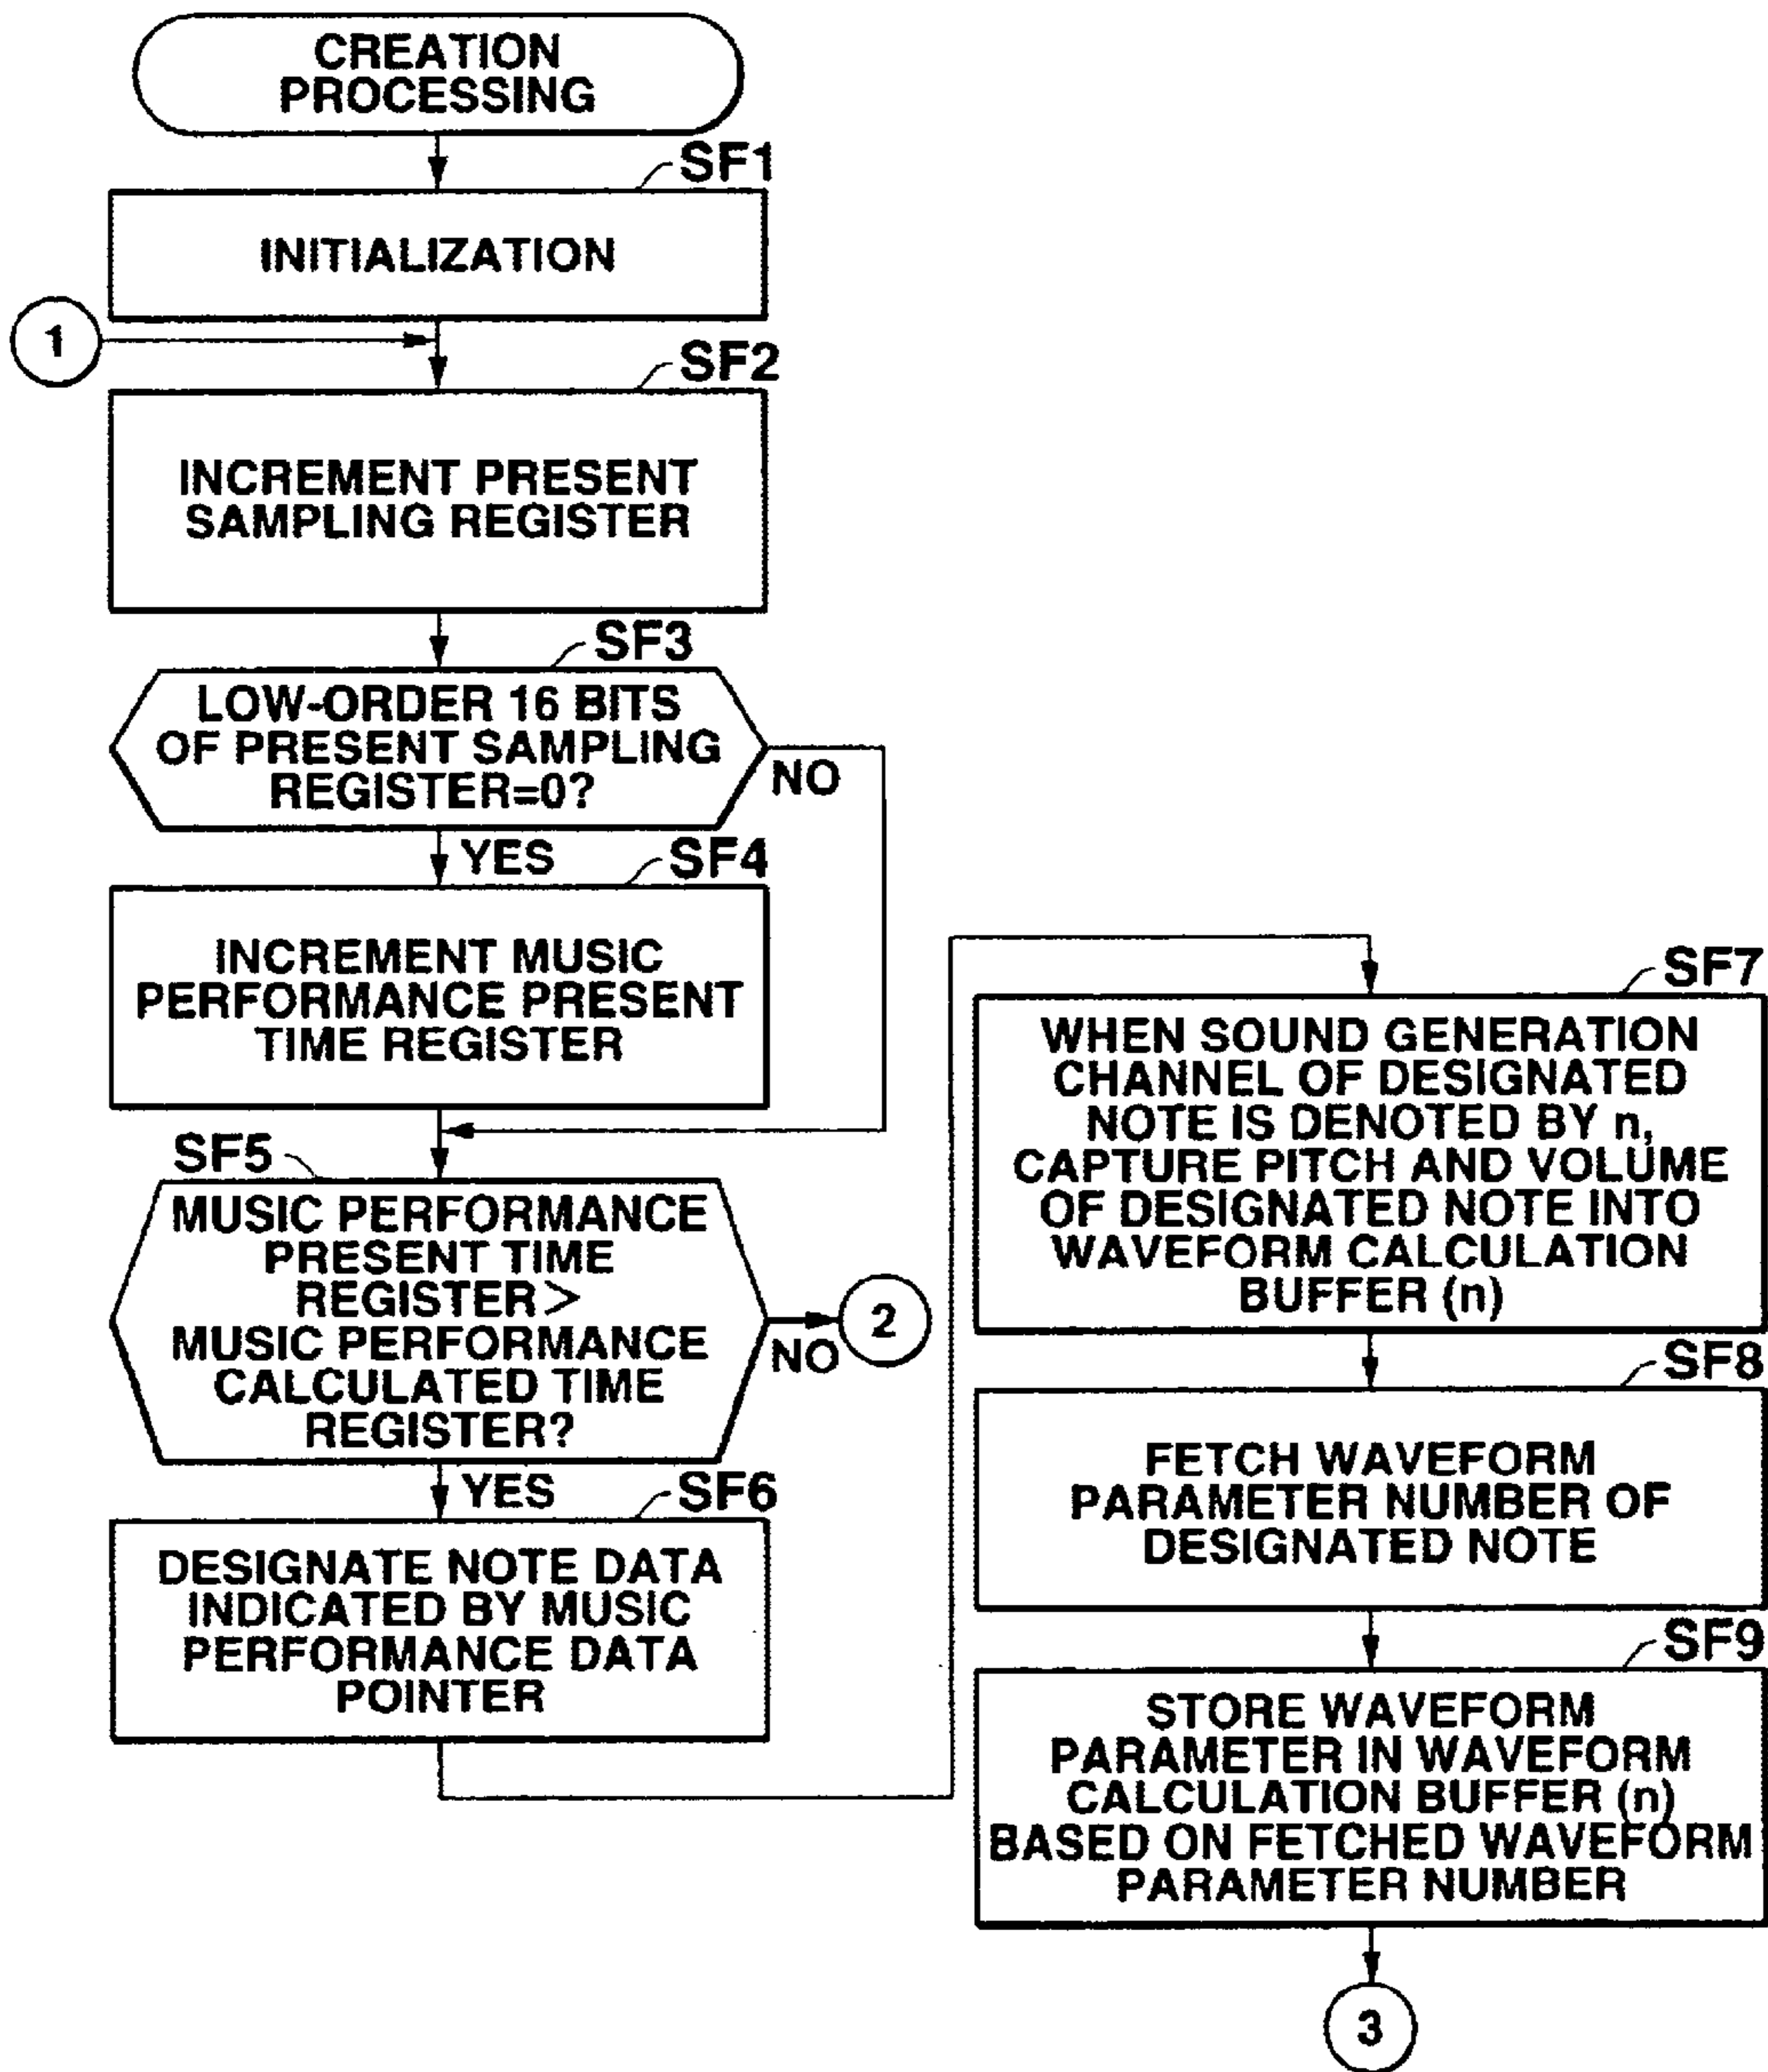 CREATION
PROCESSING
SF1
INITIALIZATION
1
SF2
INCREMENT PRESENT
SAMPLING REGISTER
SF3
LOW-ORDER 16 BITS
OF PRESENT SAMPLING
REGISTER=0?
NO
YES
SF4
INCREMENT MUSIC
PERFORMANCE PRESENT
TIME REGISTER
SF5
MUSIC PERFORMANCE
PRESENT TIME
REGISTER>
MUSIC PERFORMANCE
CALCULATED TIME
REGISTER?
NO
2
YES
SF6
DESIGNATE NOTE DATA
INDICATED BY MUSIC
PERFORMANCE DATA
POINTER
SF7
WHEN SOUND GENERATION
CHANNEL OF DESIGNATED
NOTE IS DENOTED BY n,
CAPTURE PITCH AND VOLUME
OF DESIGNATED NOTE INTO
WAVEFORM CALCULATION
BUFFER (n)
SF8
FETCH WAVEFORM
PARAMETER NUMBER OF
DESIGNATED NOTE
SF9
STORE WAVEFORM
PARAMETER IN WAVEFORM
CALCULATION BUFFER (n)
BASED ON FETCHED WAVEFORM
PARAMETER NUMBER
3